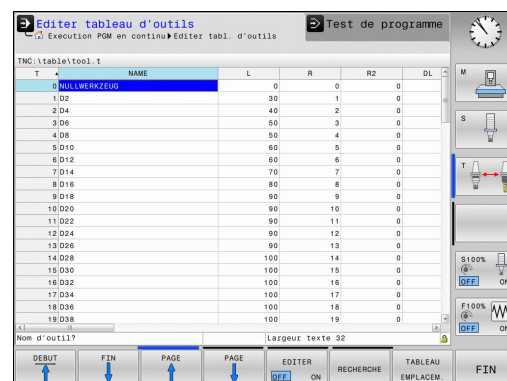 Editer tableau d'outils
Test de programme
Execution PGM en continu Editer tabl. d'outils
TNC:\table\tool.t
T NAME L R R2 DL
0 NULLWERKZEUG 0 0 0
1 D2 30 1 0
2 D4 40 2 0
3 D6 50 3 0
4 D8 50 4 0
5 D10 60 5 0
6 D12 60 6 0
7 D14 70 7 0
8 D16 80 8 0
9 D18 90 9 0
10 D20 90 10 0
11 D22 90 11 0
12 D24 90 12 0
13 D26 90 13 0
14 D28 100 14 0
15 D30 100 15 0
16 D32 100 16 0
17 D34 100 17 0
18 D36 100 18 0
19 D38 100 19 0
Nom d'outil? Largeur texte 32
M
S
T
S100%
OFF ON
F100%
OFF ON
DEBUT FIN PAGE PAGE EDITER RECHERCHE TABLEAU FIN
OFF ON EMPLACEM.